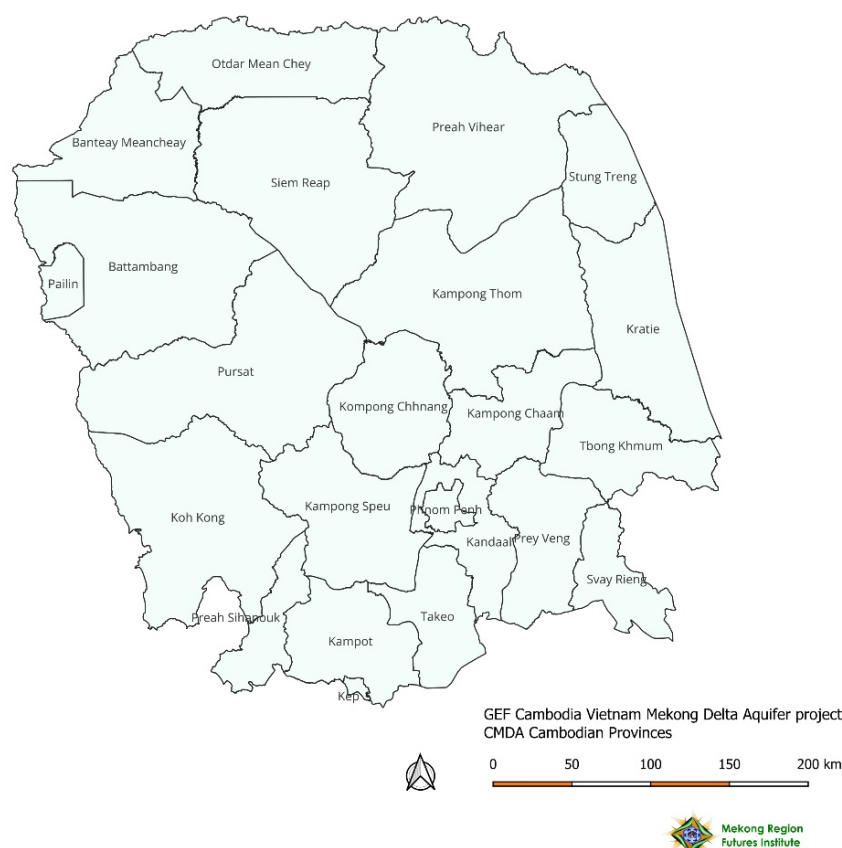 Otdar Mean Chey
Preah Vihear
Banteay Meancheay
Stung Treng
Siem Reap
Battambang
Pailin
Kampong Thom
Kratie
Pursat
Kompong Chhnang
Kampong Chaam
Tbong Khmum
Kampong Speu
Phnom Penh
Koh Kong
Kandaal
Prey Veng
Svay Rieng
Preah Sihanouk
Takeo
Kampot
Kep
GEF Cambodia Vietnam Mekong Delta Aquifer project
CMDA Cambodian Provinces
0 50 100 150 200 km
Mekong Region
Futures Institute